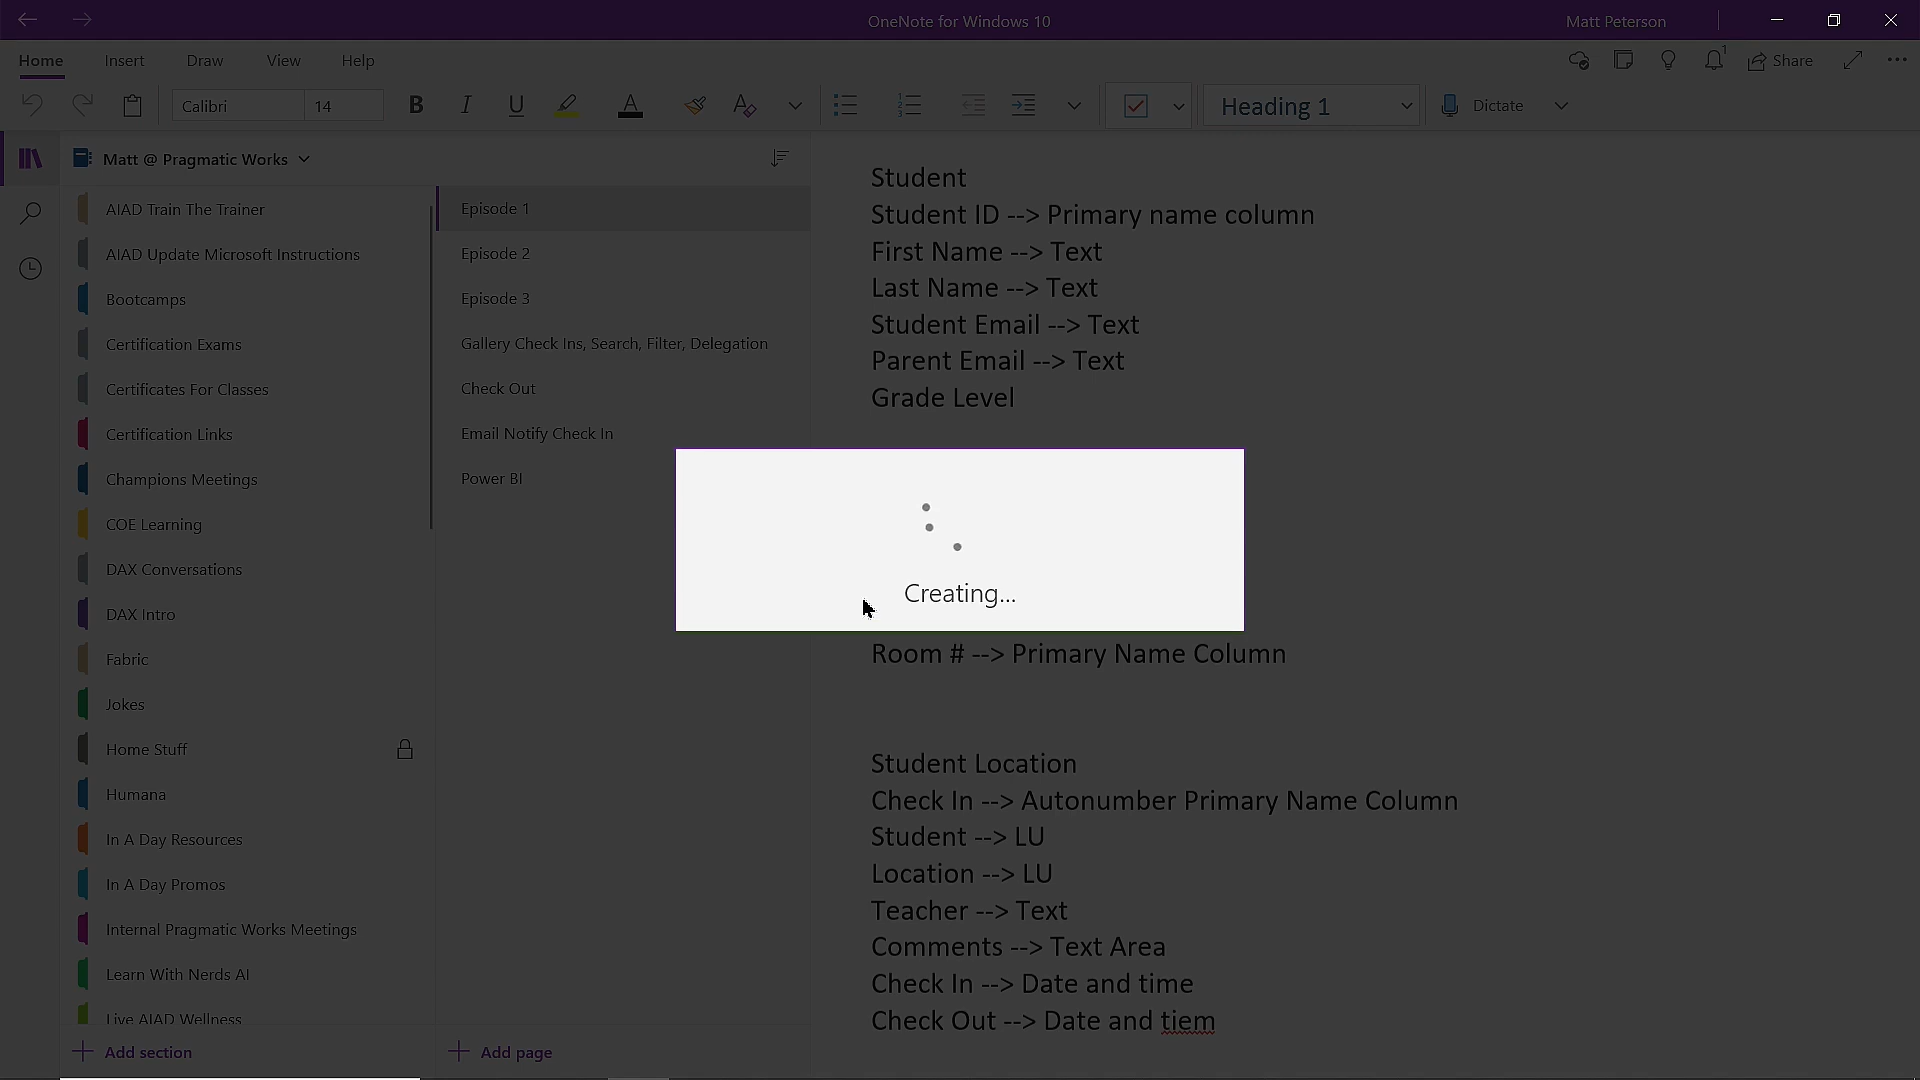 OneNote for Windows 10
Matt Peterson
Home
Insert
Draw
View
Help
1
Share
Calibri
14
B
I
U
A
Heading 1
Dictate
Matt @ Pragmatic Works
AIAD Train The Trainer
AIAD Update Microsoft Instructions
Bootcamps
Certification Exams
Certificates For Classes
Certification Links
Champions Meetings
COE Learning
DAX Conversations
DAX Intro
Fabric
Jokes
Home Stuff
Humana
In A Day Resources
In A Day Promos
Internal Pragmatic Works Meetings
Learn With Nerds AI
Live AIAD Wellness
Add section
Episode 1
Episode 2
Episode 3
Gallery Check Ins, Search, Filter, Delegation
Check Out
Email Notify Check In
Power BI
Add page
Student
Student ID --> Primary name column
First Name --> Text
Last Name --> Text
Student Email --> Text
Parent Email --> Text
Grade Level
Creating...
Room # --> Primary Name Column
Student Location
Check In --> Autonumber Primary Name Column
Student --> LU
Location --> LU
Teacher --> Text
Comments --> Text Area
Check In --> Date and time
Check Out --> Date and tiem